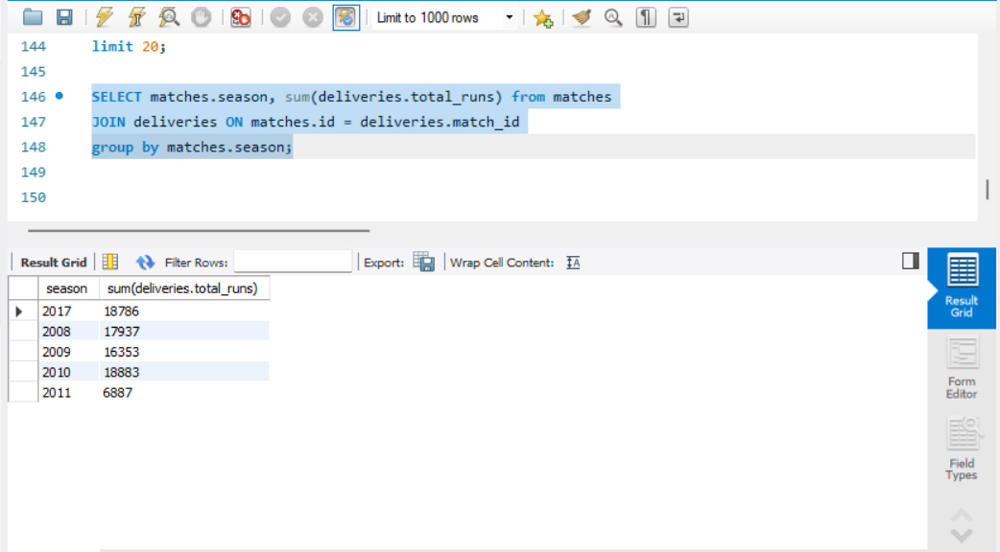 Limit to 1000 rows
144 limit 20;
145
146 SELECT matches.season, sum(deliveries.total_runs) from matches
147 JOIN deliveries ON matches.id = deliveries.match_id
148 group by matches.season;
149
150
Result Grid Filter Rows: Export: Wrap Cell Content:
season sum(deliveries.total_runs)
2017 18786
2008 17937
2009 16353
2010 18883
2011 6887
Result
Grid
Form
Editor
Field
Types